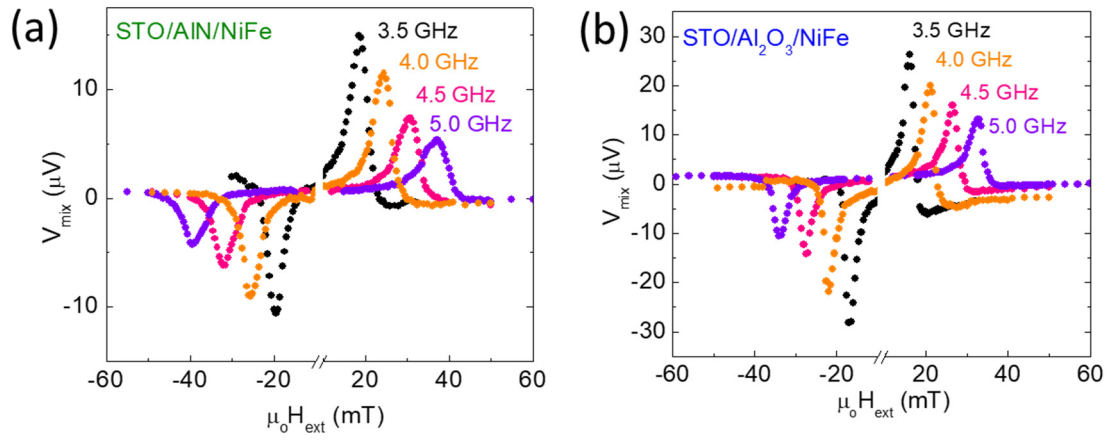 (a)
STO/AlN/NiFe
3.5 GHz
4.0 GHz
4.5 GHz
5.0 GHz
10
0
-10
V_mix (μV)
-60 -40 -20 20 40 60
μ_oH_ext (mT)
(b)
STO/Al₂O₃/NiFe
3.5 GHz
4.0 GHz
4.5 GHz
5.0 GHz
30
20
10
0
-10
-20
-30
V_mix (μV)
-60 -40 -20 20 40 60
μ_oH_ext (mT)